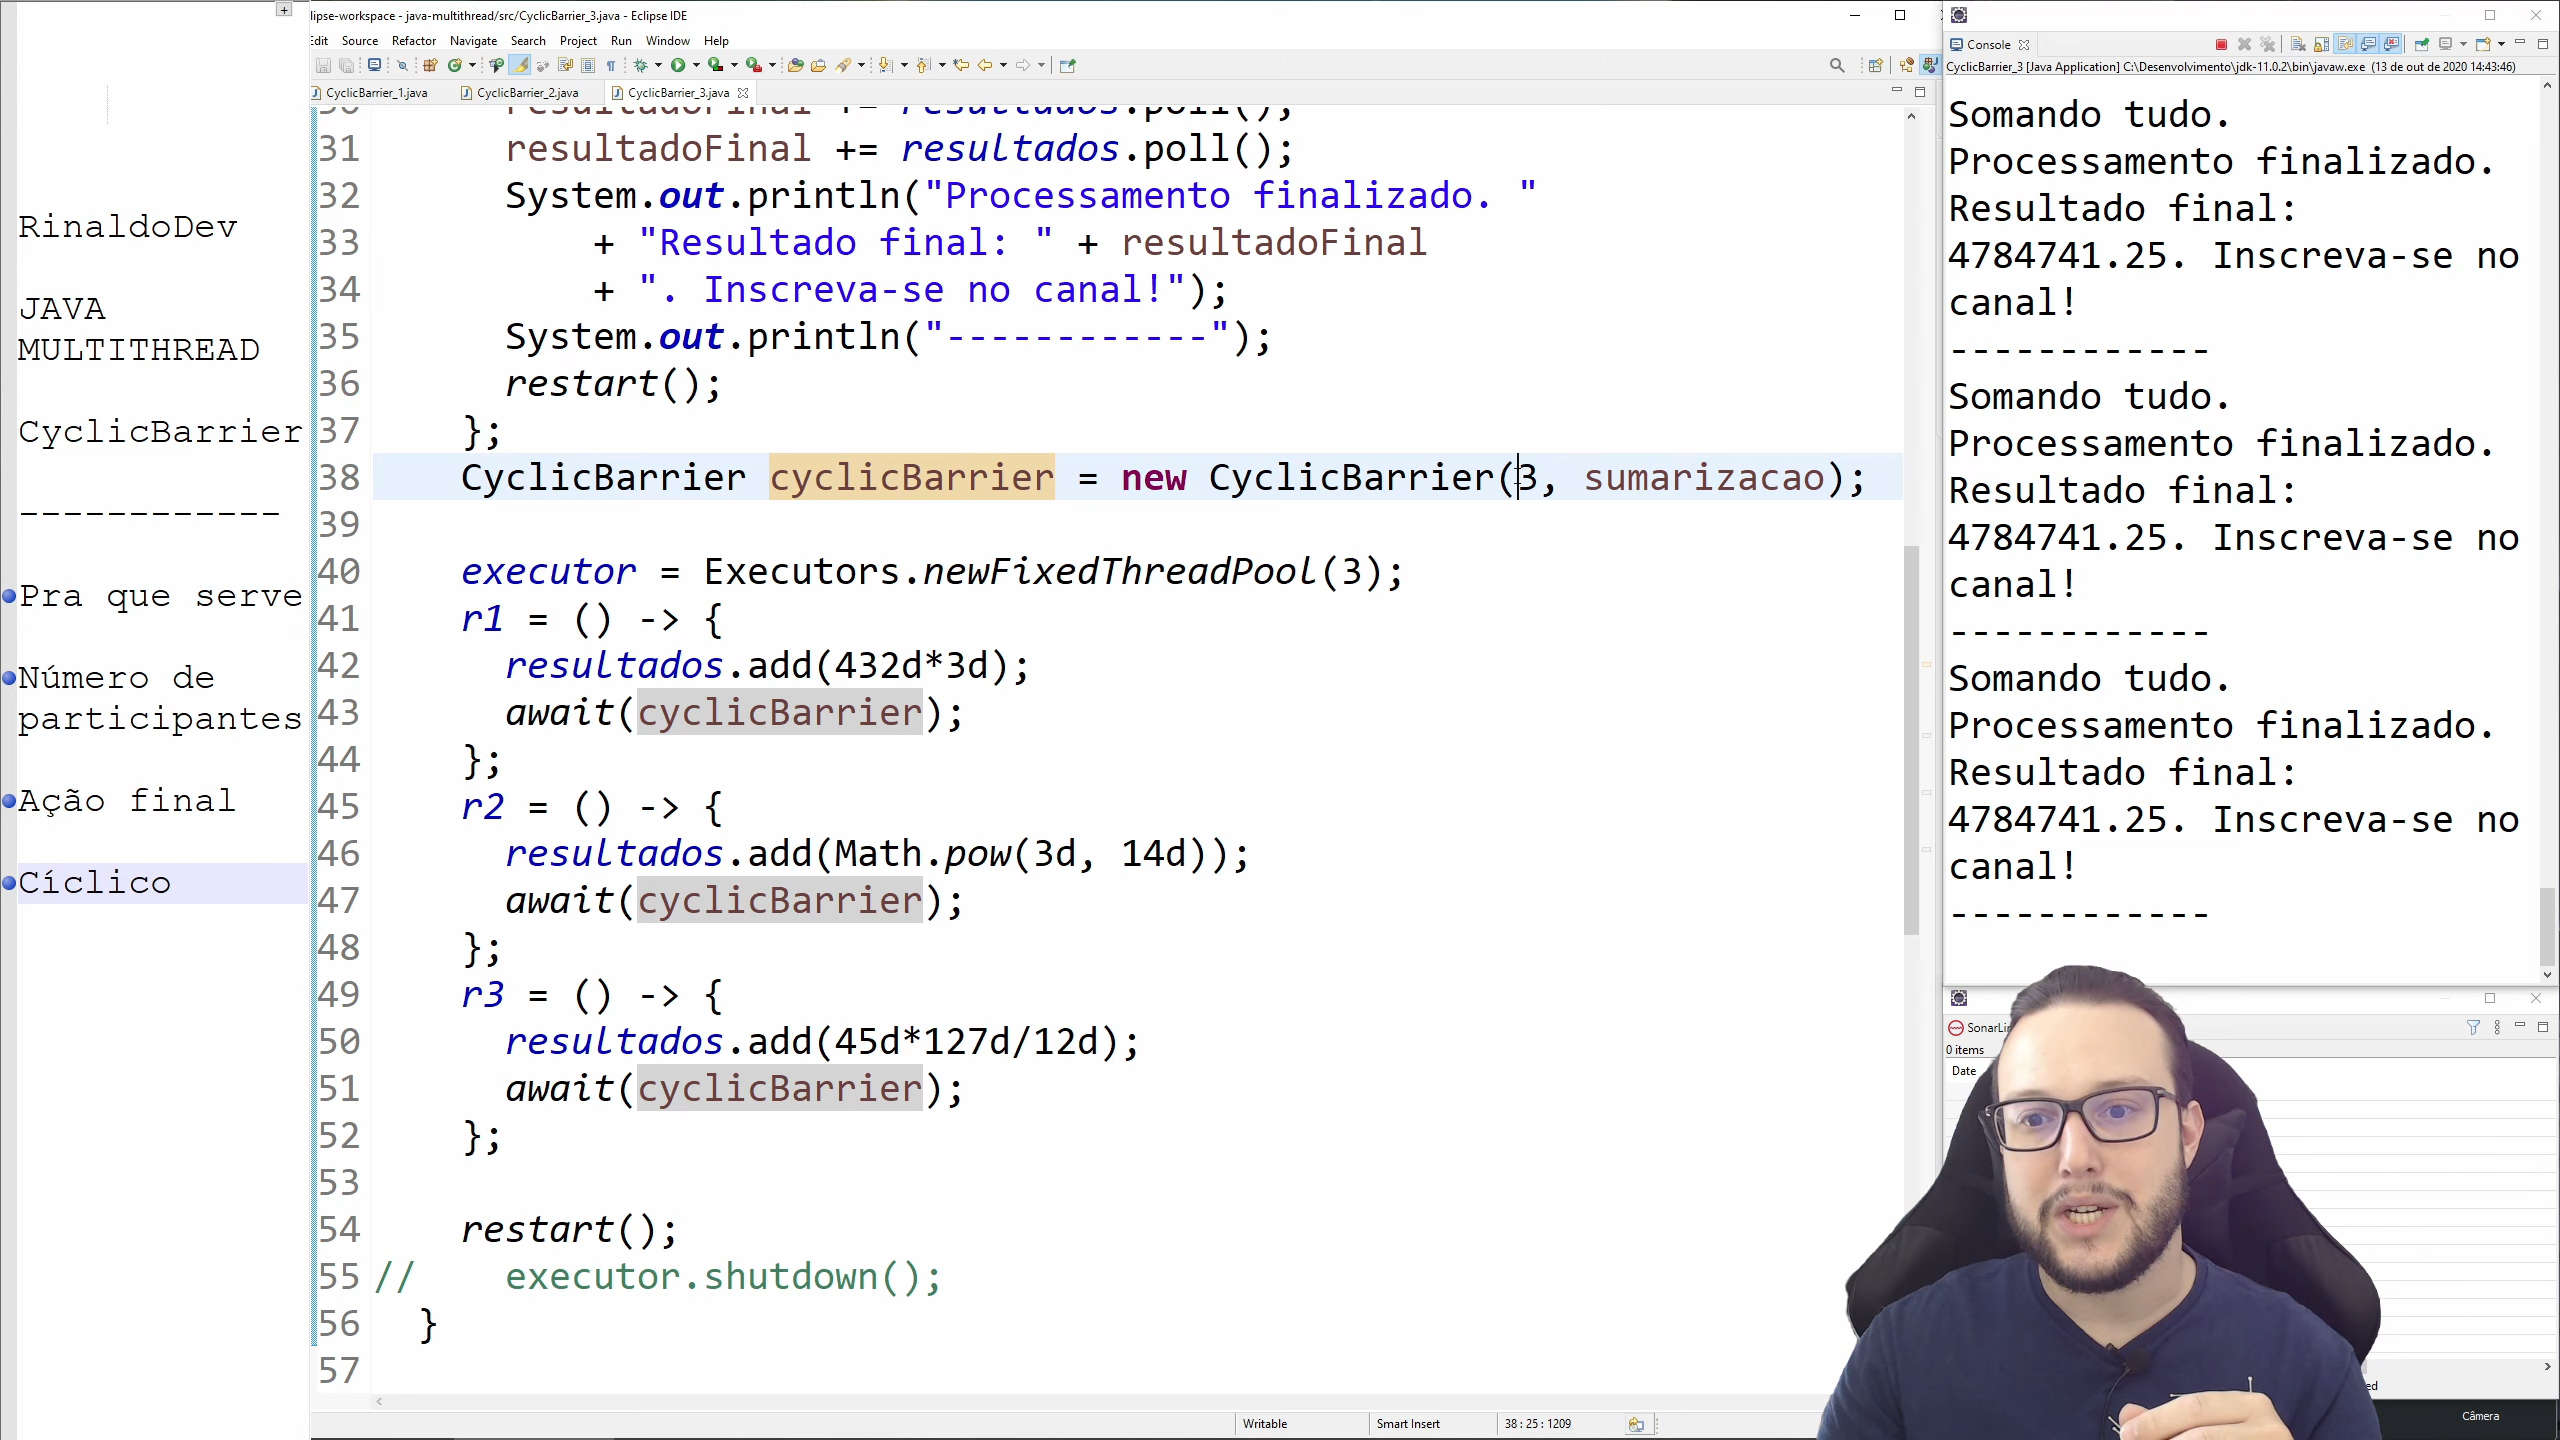 RinaldoDev
JAVA
MULTITHREAD
CyclicBarrier
------------
Pra que serve
Número de
participantes
Ação final
Cíclico
lipse-workspace - java-multithread/src/CyclicBarrier_3.java - Eclipse IDE
Edit Source Refactor Navigate Search Project Run Window Help
CyclicBarrier_1.java CyclicBarrier_2.java CyclicBarrier_3.java
30 resultadoFinal += resultados.poll();
31 resultadoFinal += resultados.poll();
32 System.out.println("Processamento finalizado. "
33 + "Resultado final: " + resultadoFinal
34 + ". Inscreva-se no canal!");
35 System.out.println("------------");
36 restart();
37 };
38 CyclicBarrier cyclicBarrier = new CyclicBarrier(3, sumarizacao);
39
40 executor = Executors.newFixedThreadPool(3);
41 r1 = () -> {
42 resultados.add(432d*3d);
43 await(cyclicBarrier);
44 };
45 r2 = () -> {
46 resultados.add(Math.pow(3d, 14d));
47 await(cyclicBarrier);
48 };
49 r3 = () -> {
50 resultados.add(45d*127d/12d);
51 await(cyclicBarrier);
52 };
53
54 restart();
55 // executor.shutdown();
56 }
57
Writable Smart Insert 38 : 25 : 1209
Console
CyclicBarrier_3 [Java Application] C:\Desenvolvimento\jdk-11.0.2\bin\javaw.exe (13 de out de 2020 14:43:46)
Somando tudo.
Processamento finalizado.
Resultado final:
4784741.25. Inscreva-se no
canal!
------------
Somando tudo.
Processamento finalizado.
Resultado final:
4784741.25. Inscreva-se no
canal!
------------
Somando tudo.
Processamento finalizado.
Resultado final:
4784741.25. Inscreva-se no
canal!
------------
SonarLi
0 items
Date
Câmera